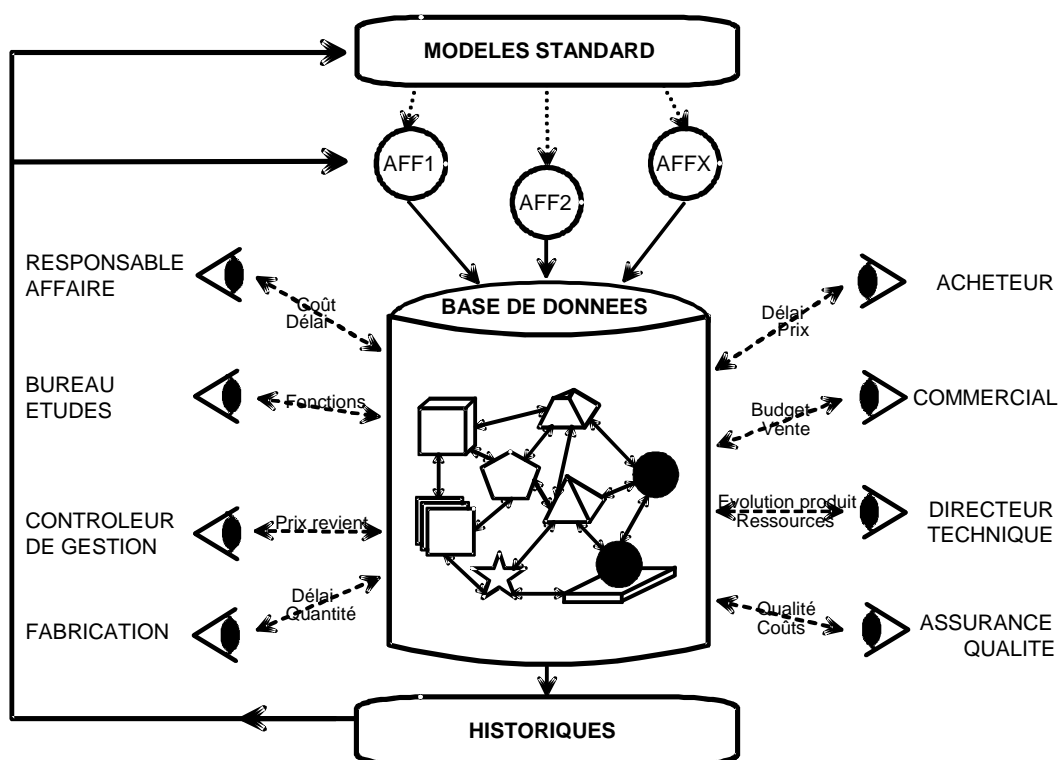 MODELES STANDARD
AFF1
AFF2
AFFX
RESPONSABLE
AFFAIRE
Coût
Délai
BASE DE DONNEES
Délai
Prix
ACHETEUR
BUREAU
ETUDES
Fonctions
Budget
Vente
COMMERCIAL
CONTROLEUR
DE GESTION
Prix revient
Evolution produit
Ressources
DIRECTEUR
TECHNIQUE
FABRICATION
Délai
Quantité
Qualité
Coûts
ASSURANCE
QUALITE
HISTORIQUES